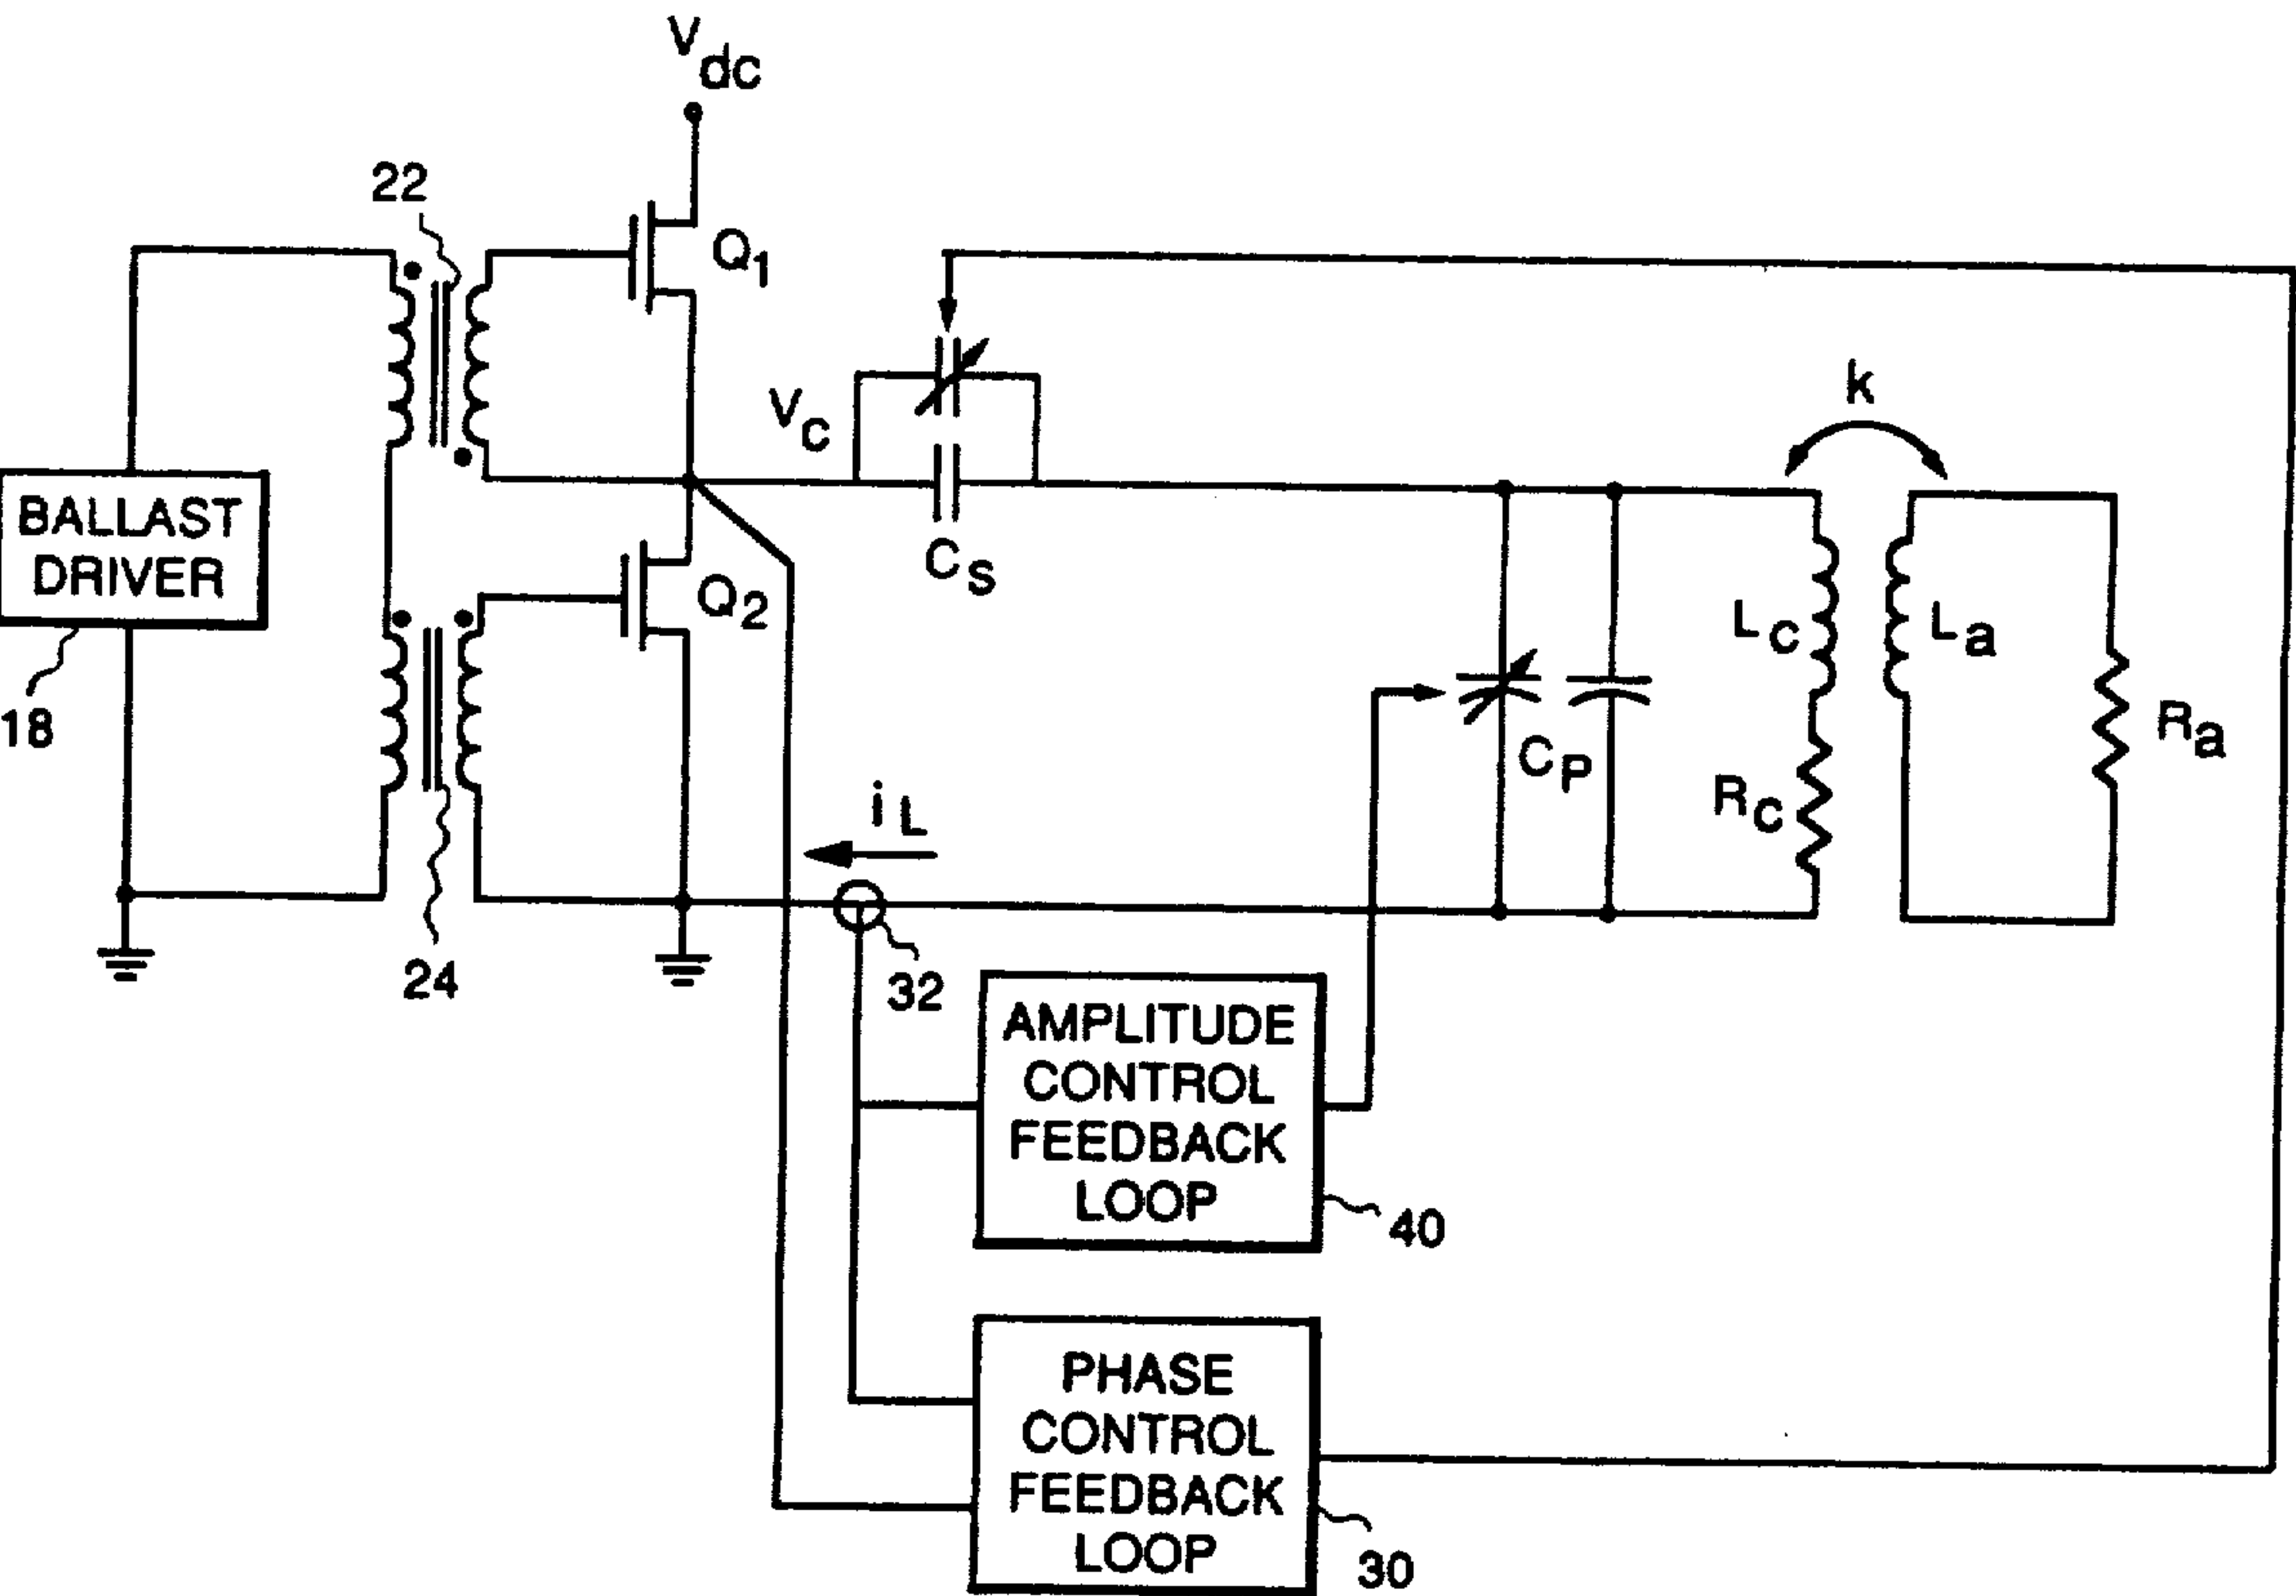 Vdc
22
Q1
k
Vc
BALLAST
DRIVER
Cs
Q2
Lc
La
18
CP
Ra
Rc
iL
24
32
AMPLITUDE
CONTROL
FEEDBACK
LOOP
40
PHASE
CONTROL
FEEDBACK
LOOP
30